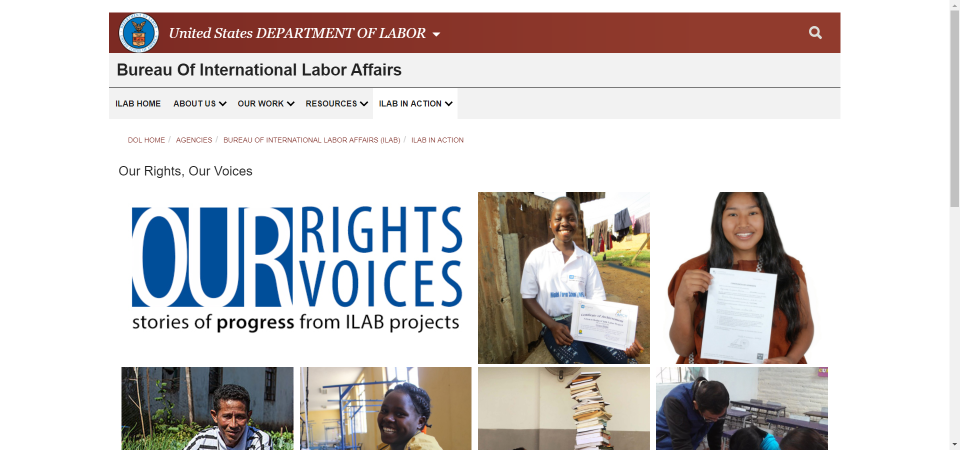 United States DEPARTMENT OF LABOR
Bureau Of International Labor Affairs
ILAB HOME ABOUT US OUR WORK RESOURCES ILAB IN ACTION
DOL HOME / AGENCIES / BUREAU OF INTERNATIONAL LABOR AFFAIRS (ILAB) / ILAB IN ACTION
Our Rights, Our Voices
OUR RIGHTS
VOICES
stories of progress from ILAB projects